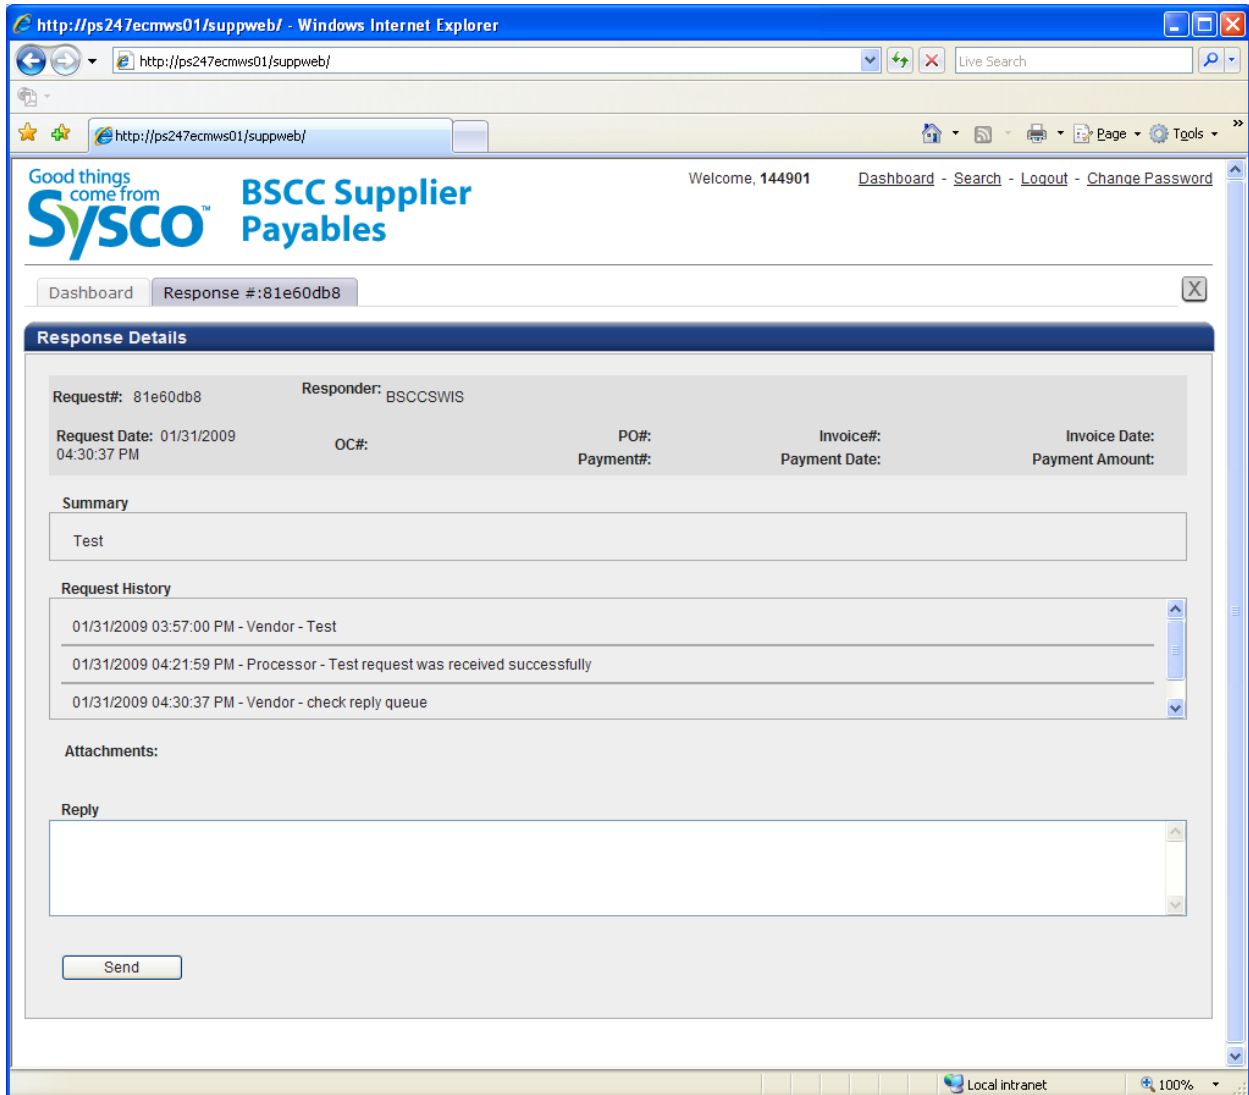 http://ps247ecmws01/suppweb/ - Windows Internet Explorer
http://ps247ecmws01/suppweb/
Live Search
http://ps247ecmws01/suppweb/
Page
Tools
»
Good things
come from
Sysco™
BSCC Supplier
Payables
Welcome, 144901
Dashboard - Search - Logout - Change Password
Dashboard
Response #:81e60db8
X
Response Details
Request#: 81e60db8
Responder: BSCCSWIS
Request Date: 01/31/2009
04:30:37 PM
OC#:
PO#:
Invoice#:
Invoice Date:
Payment#:
Payment Date:
Payment Amount:
Summary
Test
Request History
01/31/2009 03:57:00 PM - Vendor - Test
01/31/2009 04:21:59 PM - Processor - Test request was received successfully
01/31/2009 04:30:37 PM - Vendor - check reply queue
Attachments:
Reply
Send
Local intranet
100%